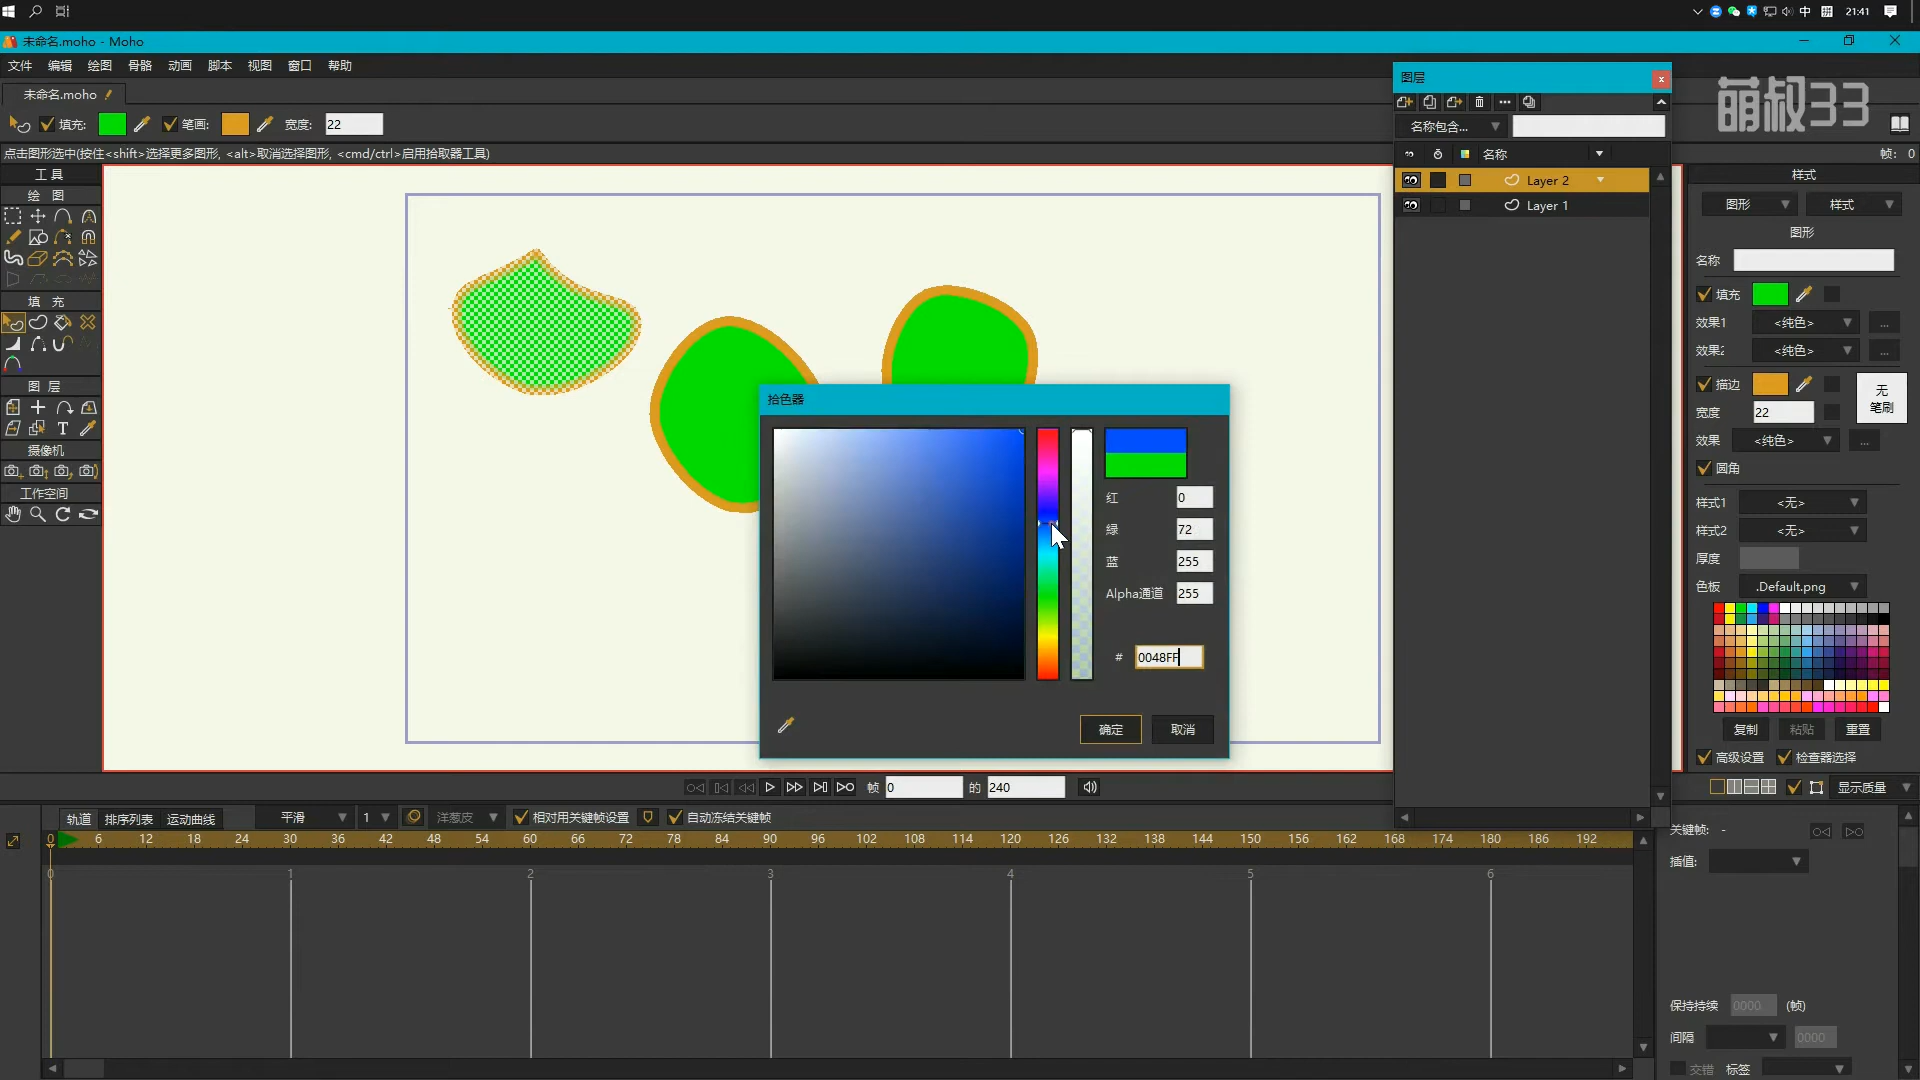 21:41
中
未命名.moho - Moho
文件 编辑 绘图 骨骼 动画 脚本 视图 窗口 帮助
未命名.moho
填充: 笔画: 宽度: 22
点击图形选中(按住<shift>选择更多图形, <alt>取消选择图形, <cmd/ctrl>启用拾取器工具)
帧: 0
工具
绘 图
填 充
图 层
摄像机
工作空间
图层
萌叔33
名称包含...
名称
Layer 2
Layer 1
拾色器
红 0
绿 72
蓝 255
Alpha通道 255
# 0048FF
确定 取消
样式
图形 样式
图形
名称
填充
效果1 <纯色> ...
效果2 <纯色> ...
描边
无
笔刷
宽度 22
效果 <纯色> ...
圆角
样式1 <无>
样式2 <无>
厚度
色板 .Default.png
复制 粘贴 重置
高级设置 检查器选择
帧 0 的 240
显示质量
轨道 排序列表 运动曲线 平滑 1 洋葱皮 相对用关键帧设置 自动冻结关键帧
0 6 12 18 24 30 36 42 48 54 60 66 72 78 84 90 96 102 108 114 120 126 132 138 144 150 156 162 168 174 180 186 192
0 1 2 3 4 5 6
关键帧: -
插值:
保持持续 0000 (帧)
间隔 0000
交错 标签